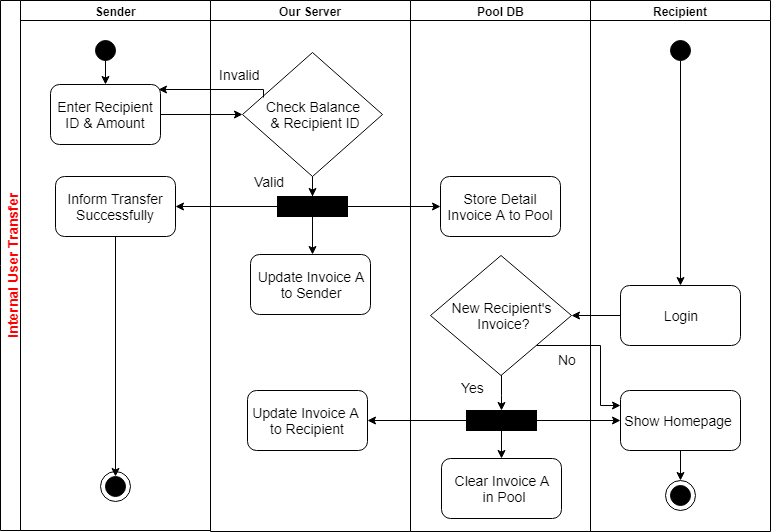 Sender
Our Server
Pool DB
Recipient
Internal User Transfer
Invalid
Enter Recipient
ID & Amount
Check Balance
& Recipient ID
Valid
Inform Transfer
Successfully
Store Detail
Invoice A to Pool
Update Invoice A
to Sender
New Recipient's
Invoice?
Login
No
Yes
Update Invoice A
to Recipient
Show Homepage
Clear Invoice A
in Pool